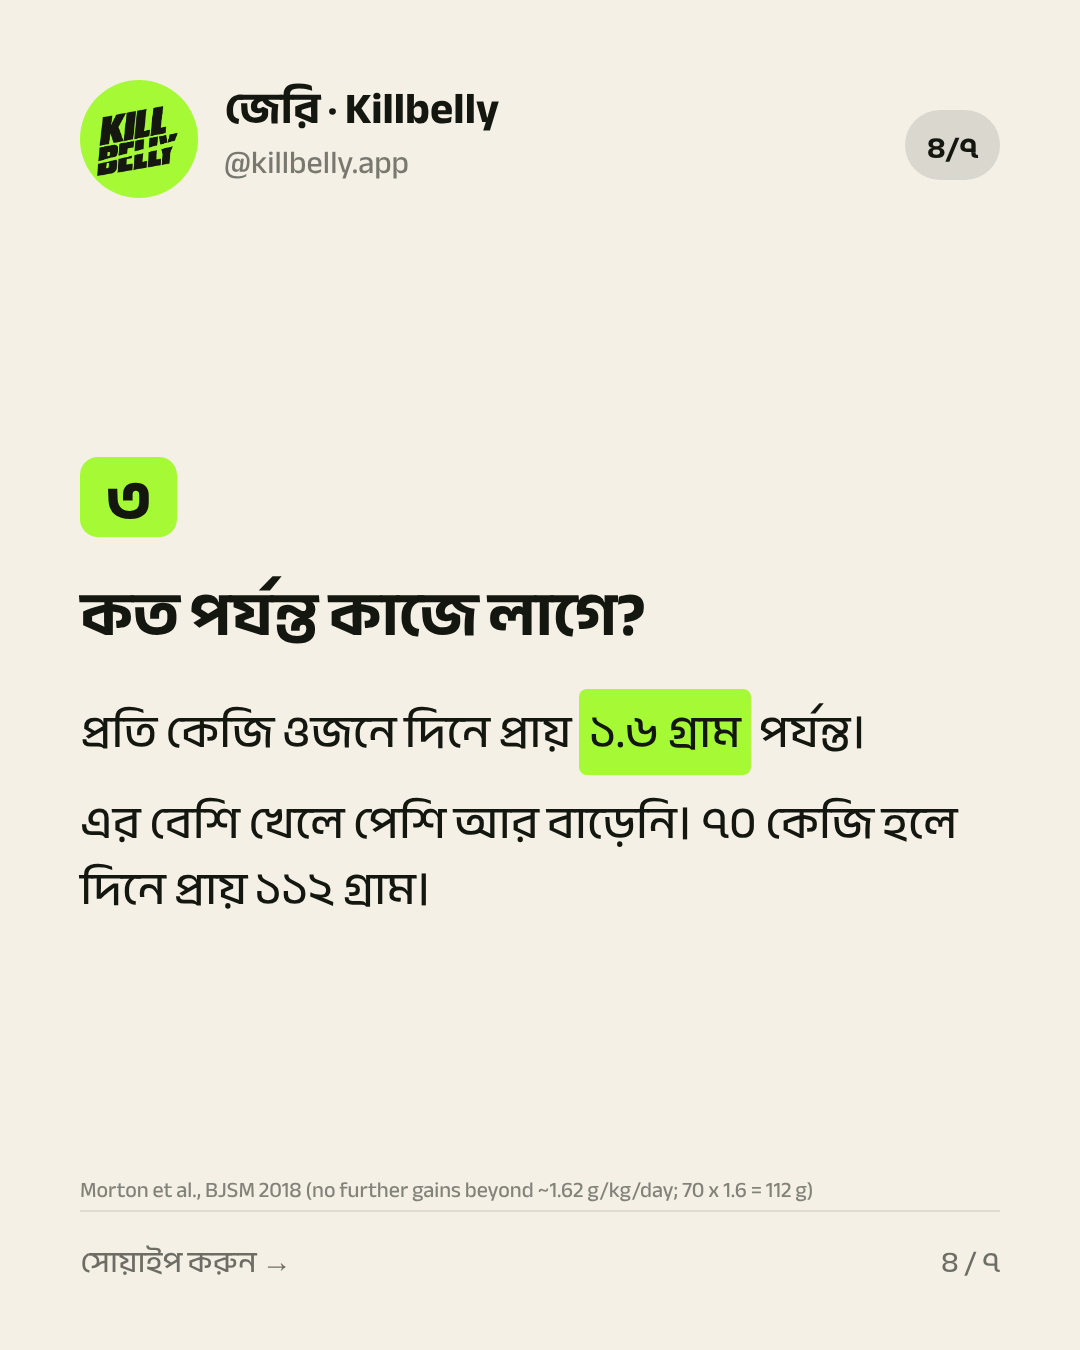 KILL
BELLY
জেরি · Killbelly
@killbelly.app
৪/৭
৩
কত পর্যন্ত কাজে লাগে?
প্রতি কেজি ওজনে দিনে প্রায় ১.৬ গ্রাম পর্যন্ত।
এর বেশি খেলে পেশি আর বাড়েনি। ৭০ কেজি হলে
দিনে প্রায় ১১২ গ্রাম।
Morton et al., BJSM 2018 (no further gains beyond ~1.62 g/kg/day; 70 x 1.6 = 112 g)
সোয়াইপ করুন →
৪ / ৭